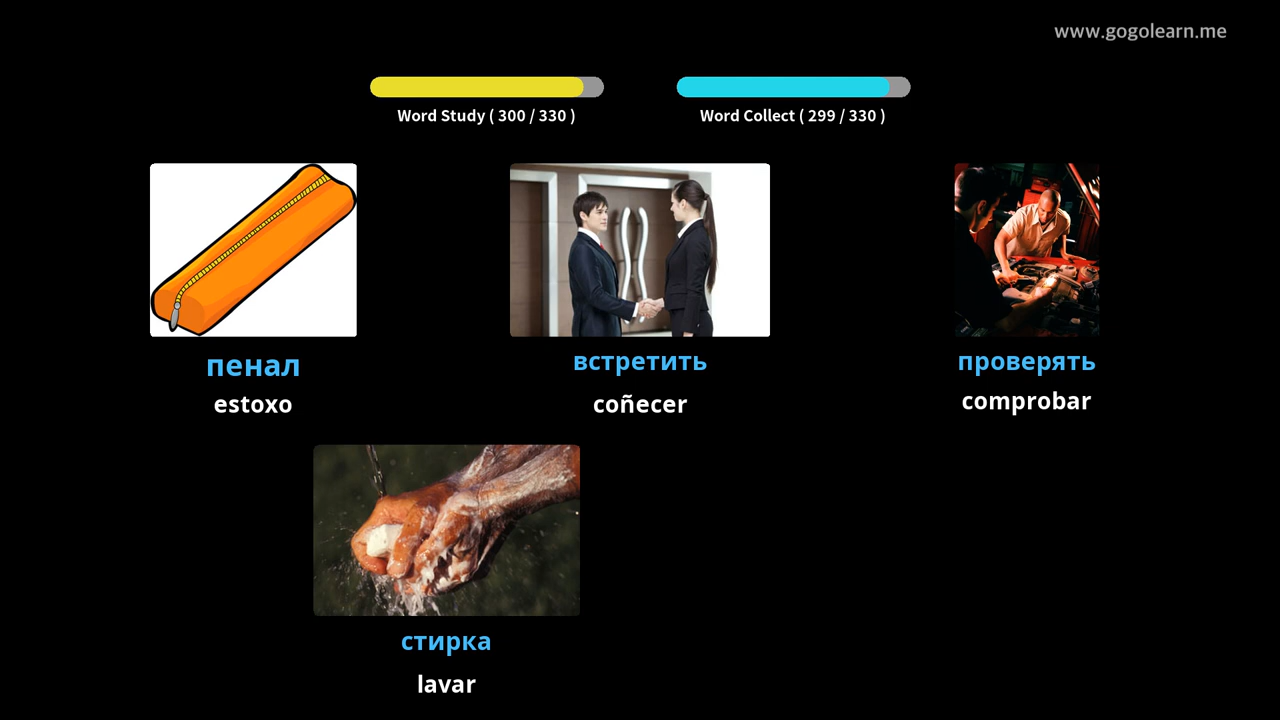 www.gogolearn.me
Word Study ( 300 / 330 )
Word Collect ( 299 / 330 )
пенал
estoxo
встретить
coñecer
проверять
comprobar
стирка
lavar